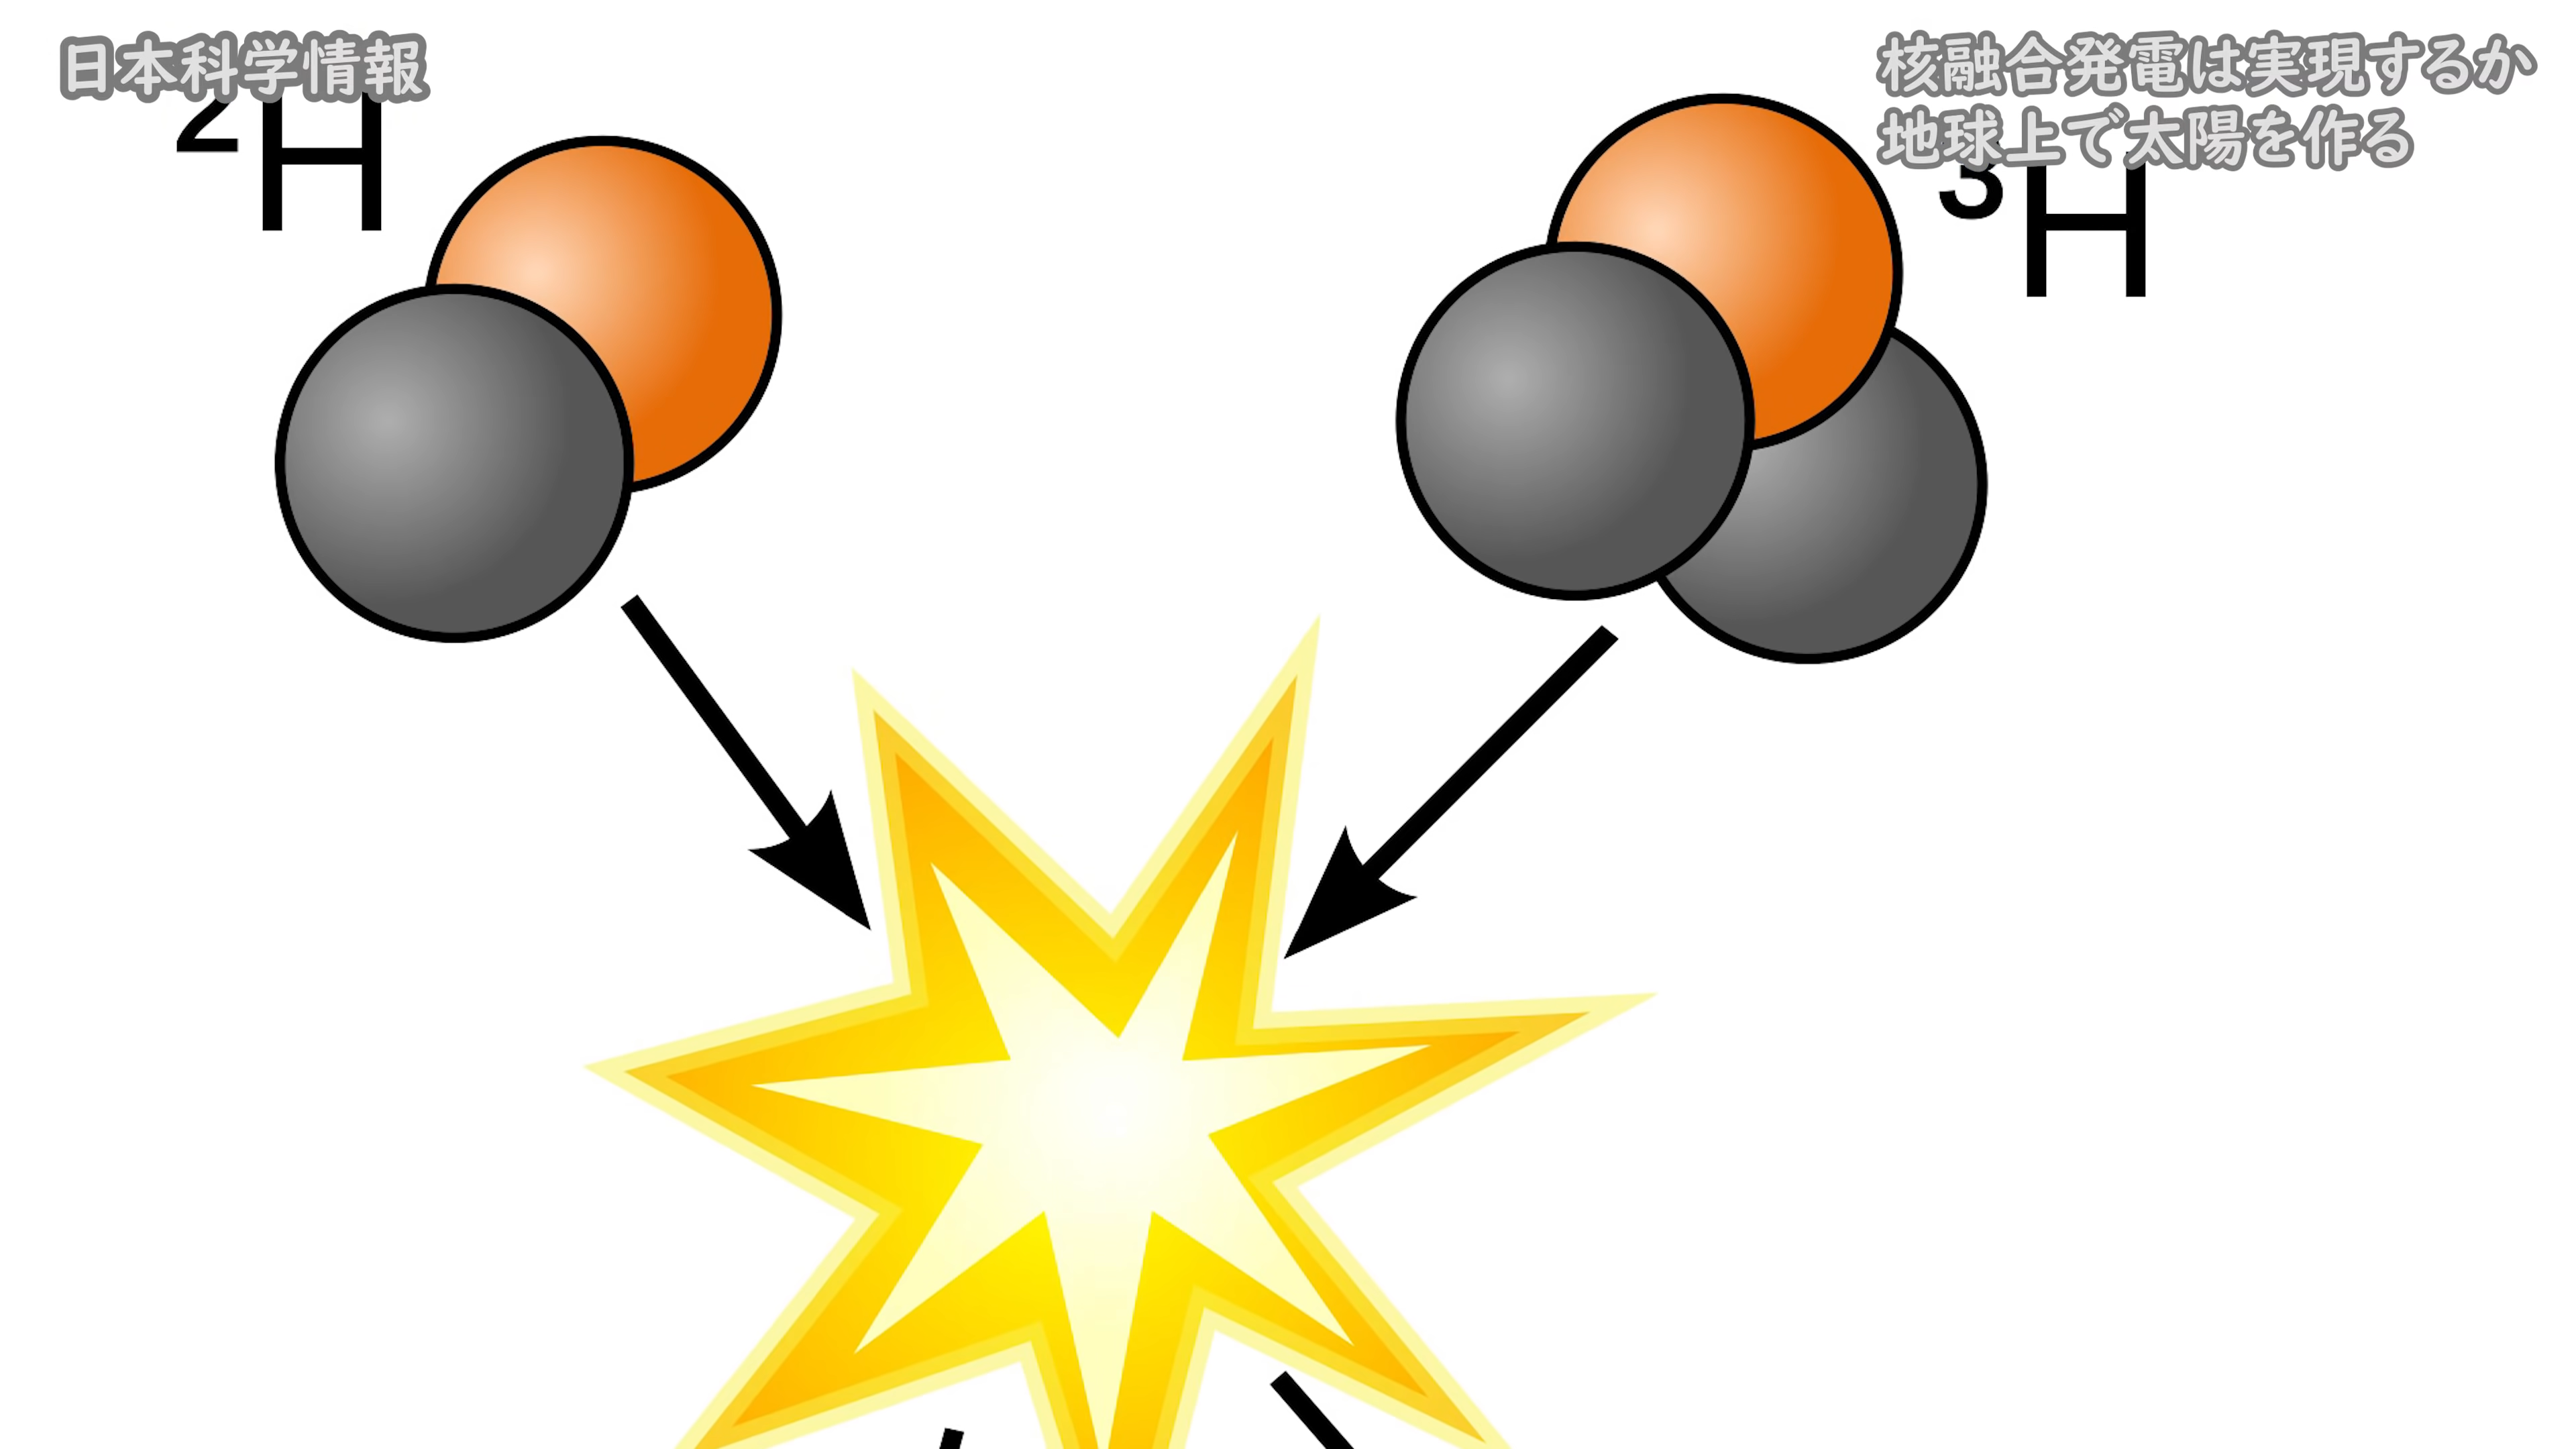 日本科学情報
核融合発電は実現するか
地球上で太陽を作る
²H
³H